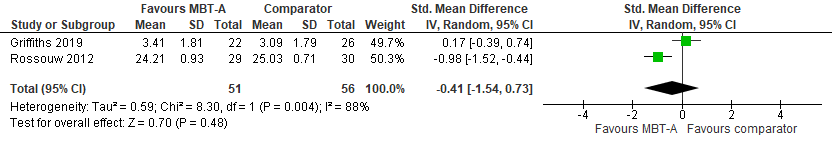 Favours MBT-A Comparator Std. Mean Difference Std. Mean Difference
Study or Subgroup Mean SD Total Mean SD Total Weight IV, Random, 95% CI IV, Random, 95% CI
Griffiths 2019 3.41 1.81 22 3.09 1.79 26 49.7% 0.17 [-0.39, 0.74]
Rossouw 2012 24.21 0.93 29 25.03 0.71 30 50.3% -0.98 [-1.52, -0.44]
Total (95% CI) 51 56 100.0% -0.41 [-1.54, 0.73]
Heterogeneity: Tau² = 0.59; Chi² = 8.30, df = 1 (P = 0.004); I² = 88%
Test for overall effect: Z = 0.70 (P = 0.48)
-4 -2 0 2 4
Favours MBT-A Favours comparator